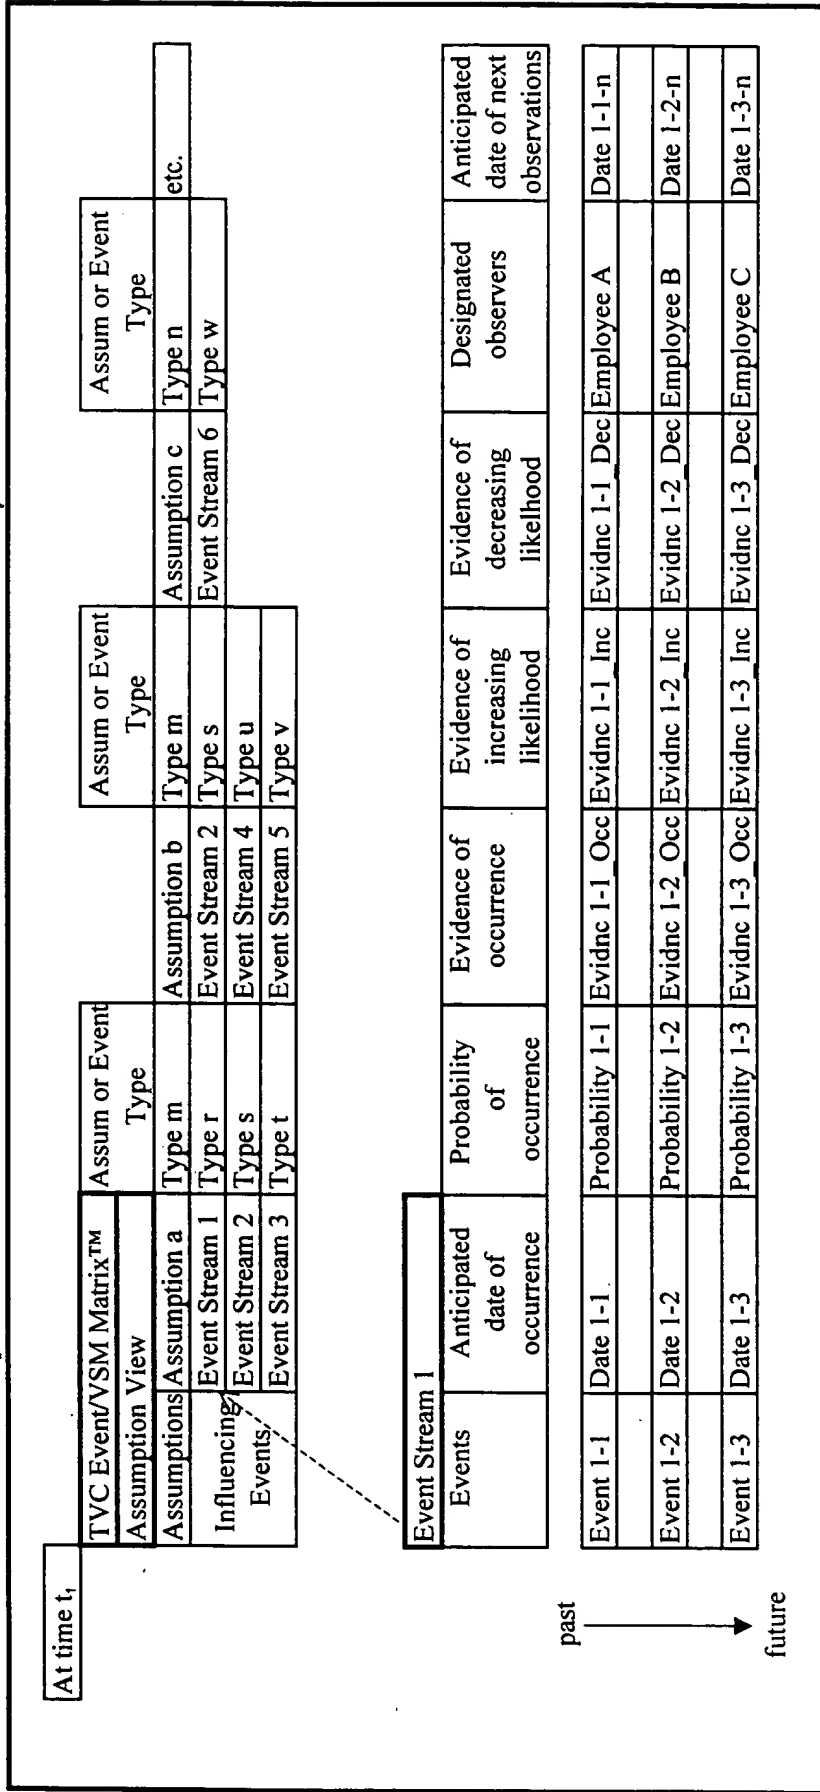 At time t₁
TVC Event/VSM Matrix™ Assum or Event Assum or Event Assum or Event
Assumption View Type Type Type
Assumptions Assumption a Type m Assumption b Type m Assumption c Type n etc.
Influencing Events Event Stream 1 Type r Event Stream 2 Type s Event Stream 6 Type w
Event Stream 2 Type s Event Stream 4 Type u
Event Stream 3 Type t Event Stream 5 Type v
Event Stream 1
Events Anticipated date of occurrence Probability of occurrence Evidence of occurrence Evidence of increasing likelihood Evidence of decreasing likelihood Designated observers Anticipated date of next observations
past
Event 1-1 Date 1-1 Probability 1-1 Evidnc 1-1_Occ Evidnc 1-1_Inc Evidnc 1-1_Dec Employee A Date 1-1-n
Event 1-2 Date 1-2 Probability 1-2 Evidnc 1-2_Occ Evidnc 1-2_Inc Evidnc 1-2_Dec Employee B Date 1-2-n
Event 1-3 Date 1-3 Probability 1-3 Evidnc 1-3_Occ Evidnc 1-3_Inc Evidnc 1-3_Dec Employee C Date 1-3-n
future